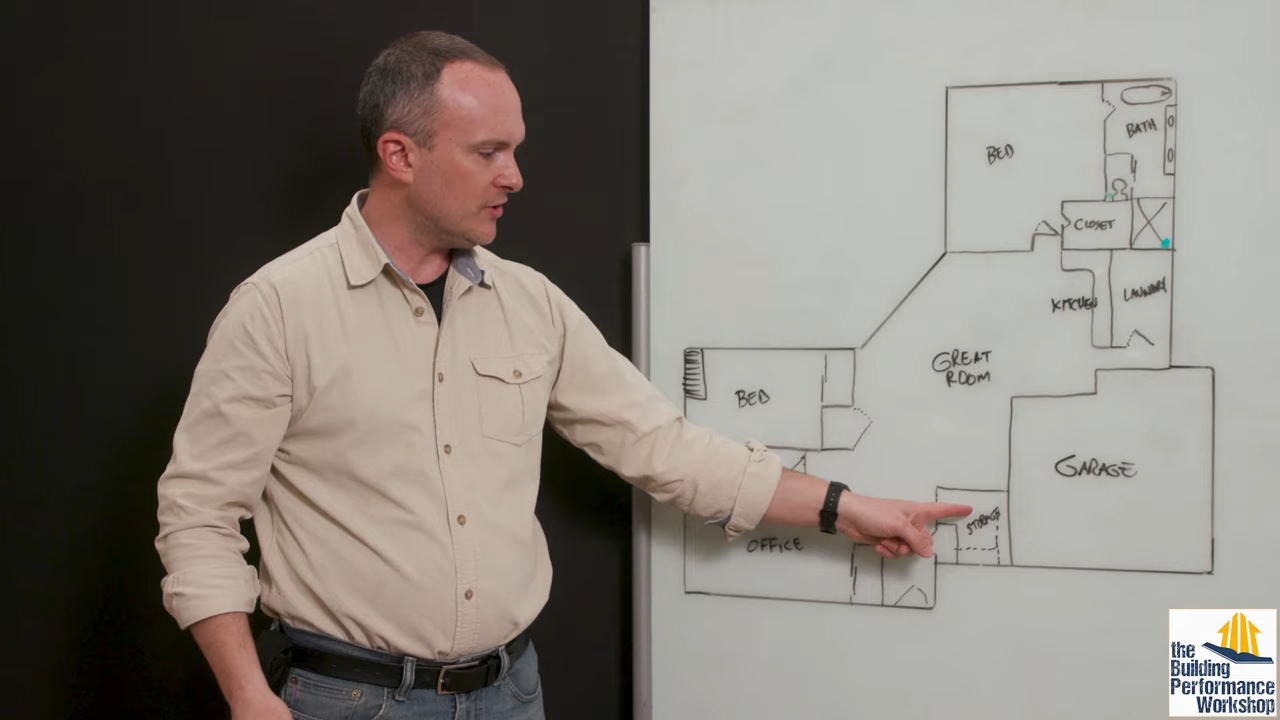 BED
BATH
CLOSET
KITCHEN
LAUNDRY
GREAT
ROOM
BED
GARAGE
STORAGE
OFFICE
the
Building
Performance
Workshop